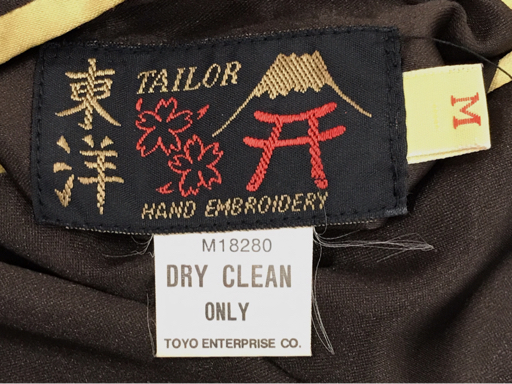 東洋
TAILOR
HAND EMBROIDERY
M
M18280
DRY CLEAN
ONLY
TOYO ENTERPRISE CO.